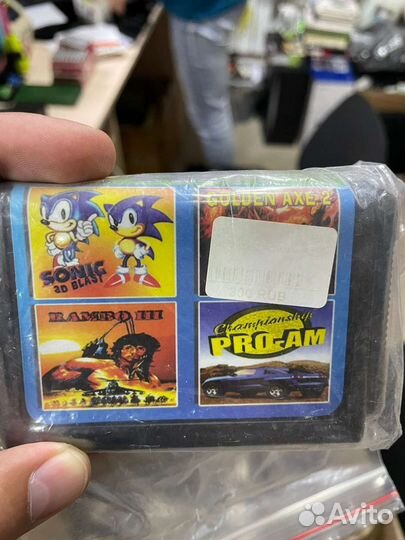 SONIC
3D BLAST
GOLDEN AXE 2
RAMBO III
Championship
PRO-AM
Avito